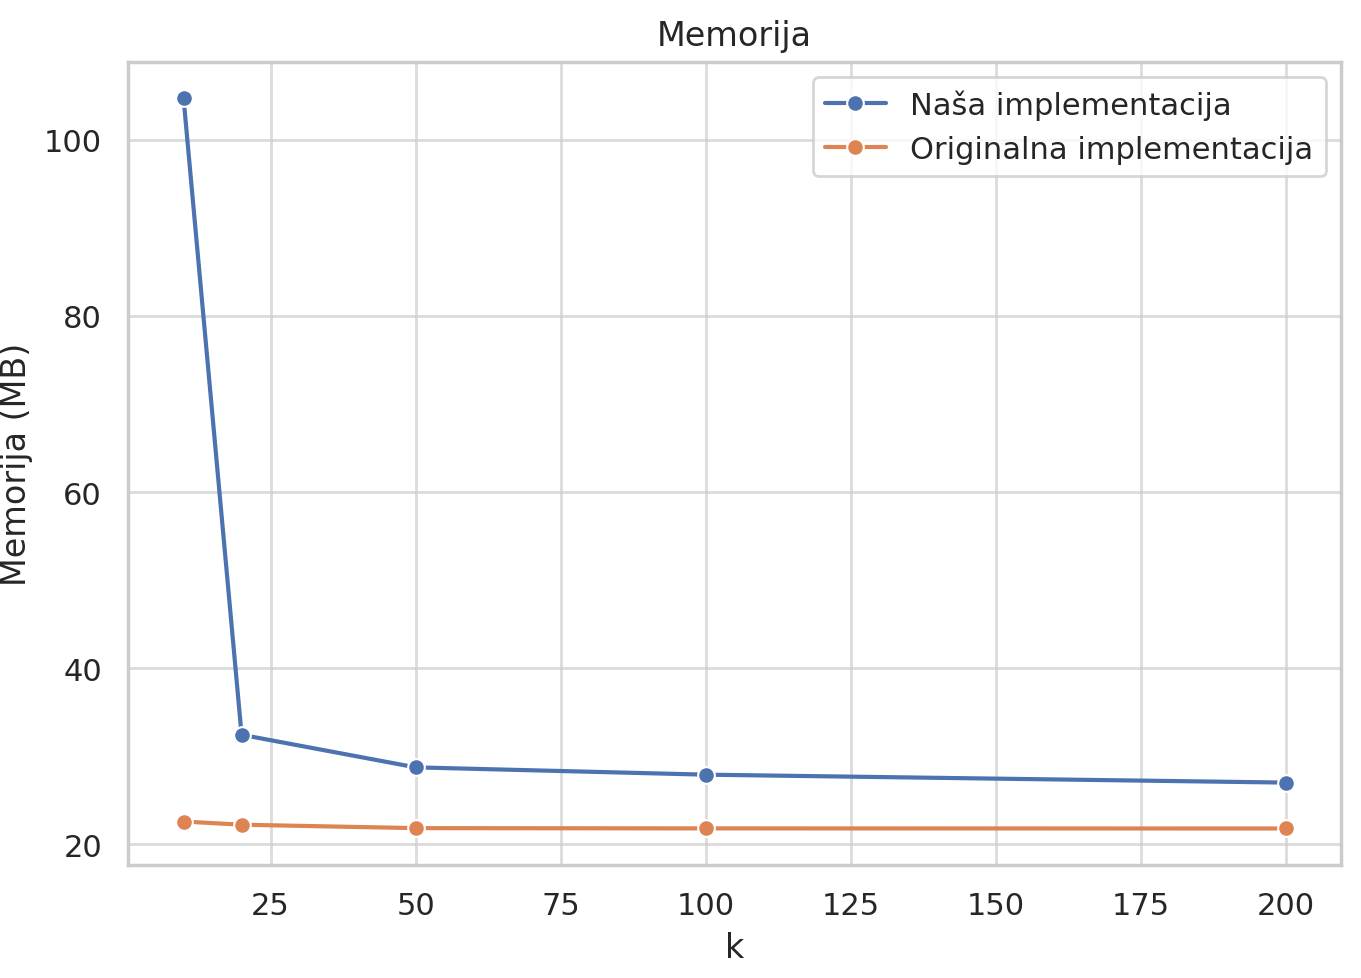 Memorija
Naša implementacija
Originalna implementacija
Memorija (MB)
100
80
60
40
20
25 50 75 100 125 150 175 200
k